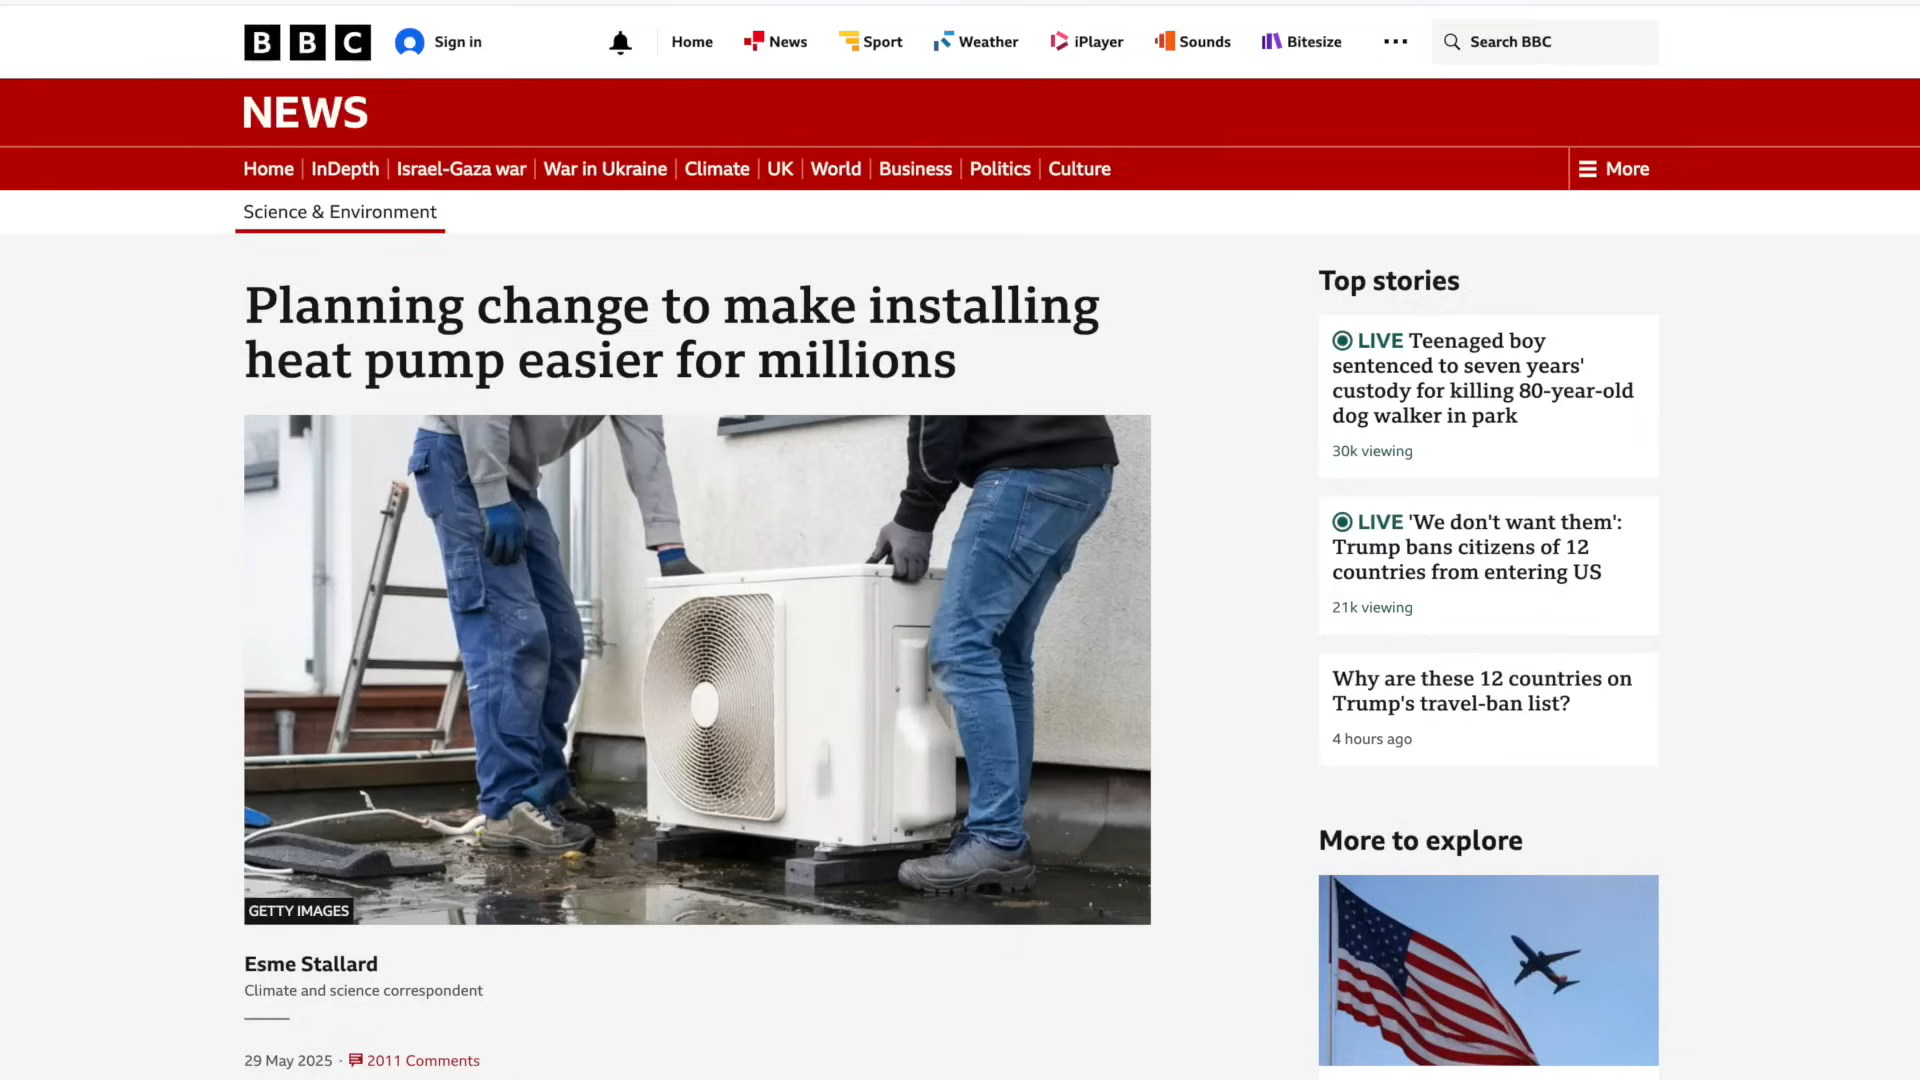 BBC
Sign in
Home
News
Sport
Weather
iPlayer
Sounds
Bitesize
Search BBC
NEWS
Home
InDepth
Israel-Gaza war
War in Ukraine
Climate
UK
World
Business
Politics
Culture
More
Science & Environment
Planning change to make installing
heat pump easier for millions
GETTY IMAGES
Esme Stallard
Climate and science correspondent
29 May 2025 · 2011 Comments
Top stories
LIVE Teenaged boy
sentenced to seven years'
custody for killing 80-year-old
dog walker in park
30k viewing
LIVE 'We don't want them':
Trump bans citizens of 12
countries from entering US
21k viewing
Why are these 12 countries on
Trump's travel-ban list?
4 hours ago
More to explore